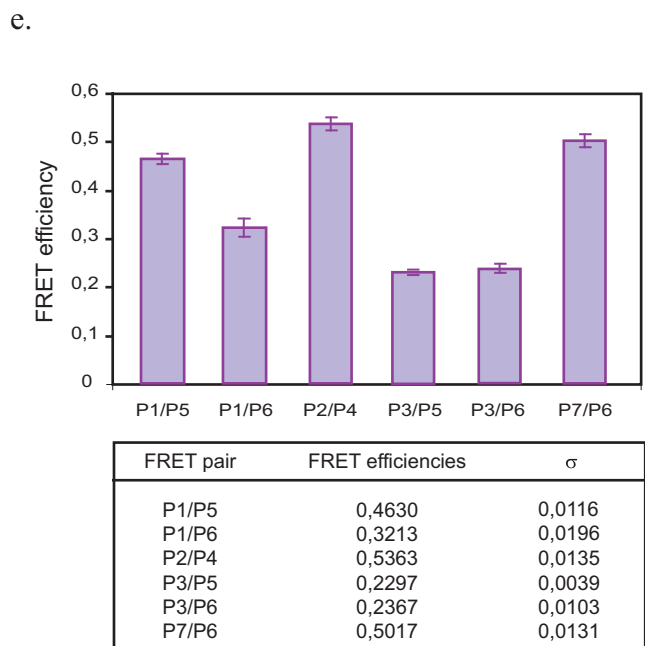 e.
0,6
0,5
0,4
0,3
0,2
0,1
0
FRET efficiency
P1/P5 P1/P6 P2/P4 P3/P5 P3/P6 P7/P6
FRET pair FRET efficiencies σ
P1/P5 0,4630 0,0116
P1/P6 0,3213 0,0196
P2/P4 0,5363 0,0135
P3/P5 0,2297 0,0039
P3/P6 0,2367 0,0103
P7/P6 0,5017 0,0131